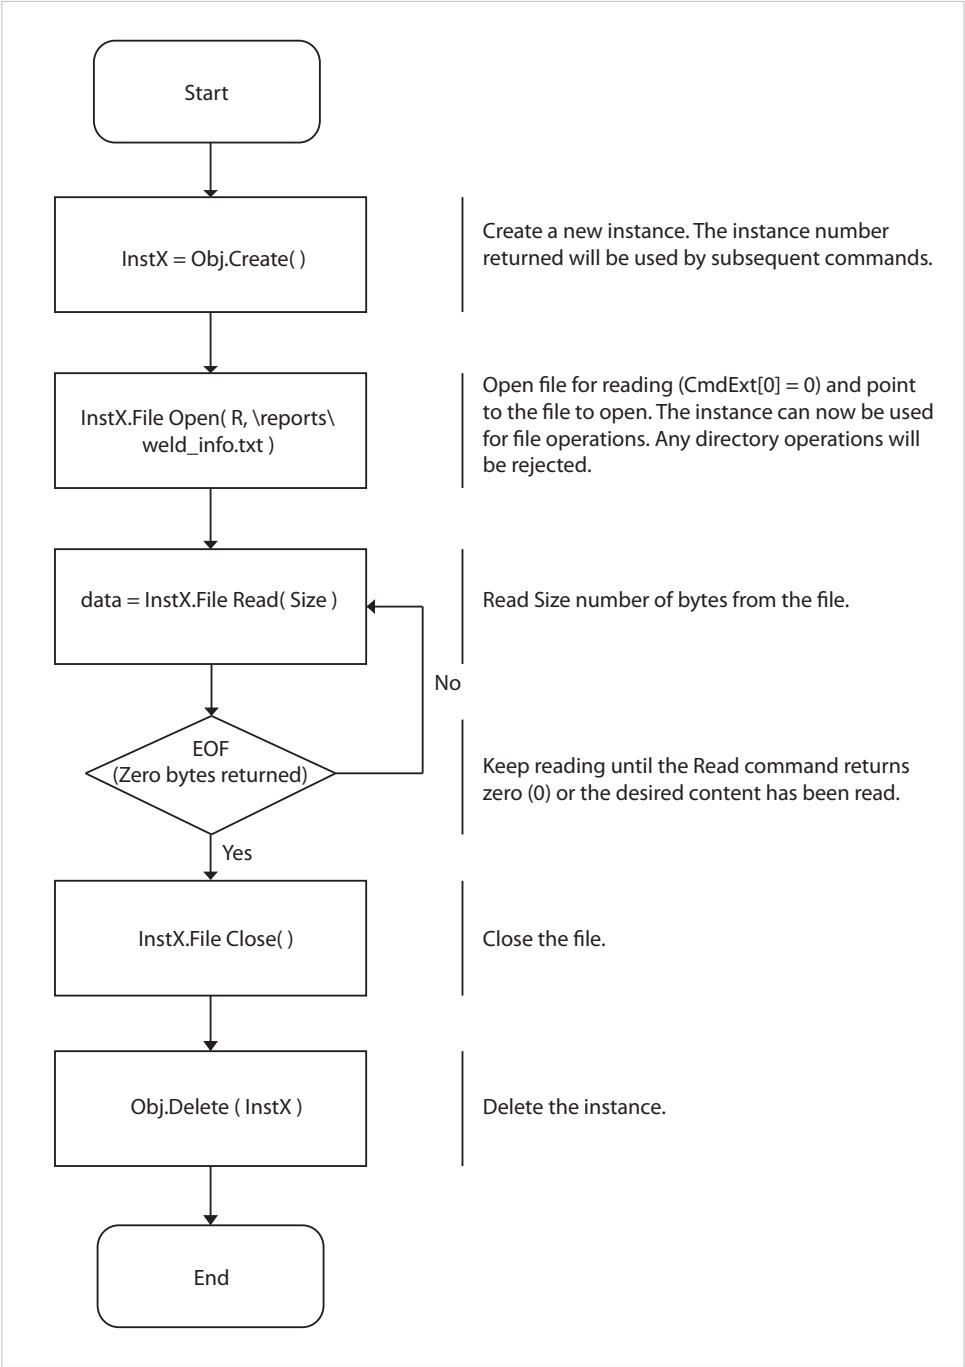 Start
InstX = Obj.Create( )
Create a new instance. The instance number
returned will be used by subsequent commands.
InstX.File Open( R, \reports\
weld_info.txt )
Open file for reading (CmdExt[0] = 0) and point
to the file to open. The instance can now be used
for file operations. Any directory operations will
be rejected.
data = InstX.File Read( Size )
Read Size number of bytes from the file.
No
EOF
(Zero bytes returned)
Keep reading until the Read command returns
zero (0) or the desired content has been read.
Yes
InstX.File Close( )
Close the file.
Obj.Delete ( InstX )
Delete the instance.
End